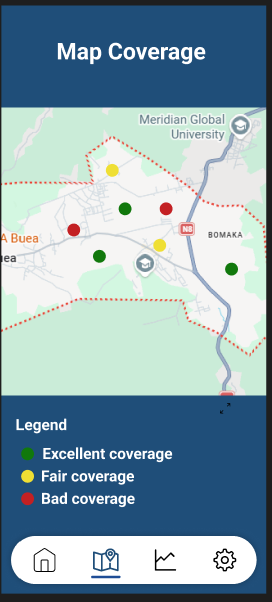 Map Coverage
Meridian Global
University
N8
BOMAKA
A Buea
uea
Legend
Excellent coverage
Fair coverage
Bad coverage